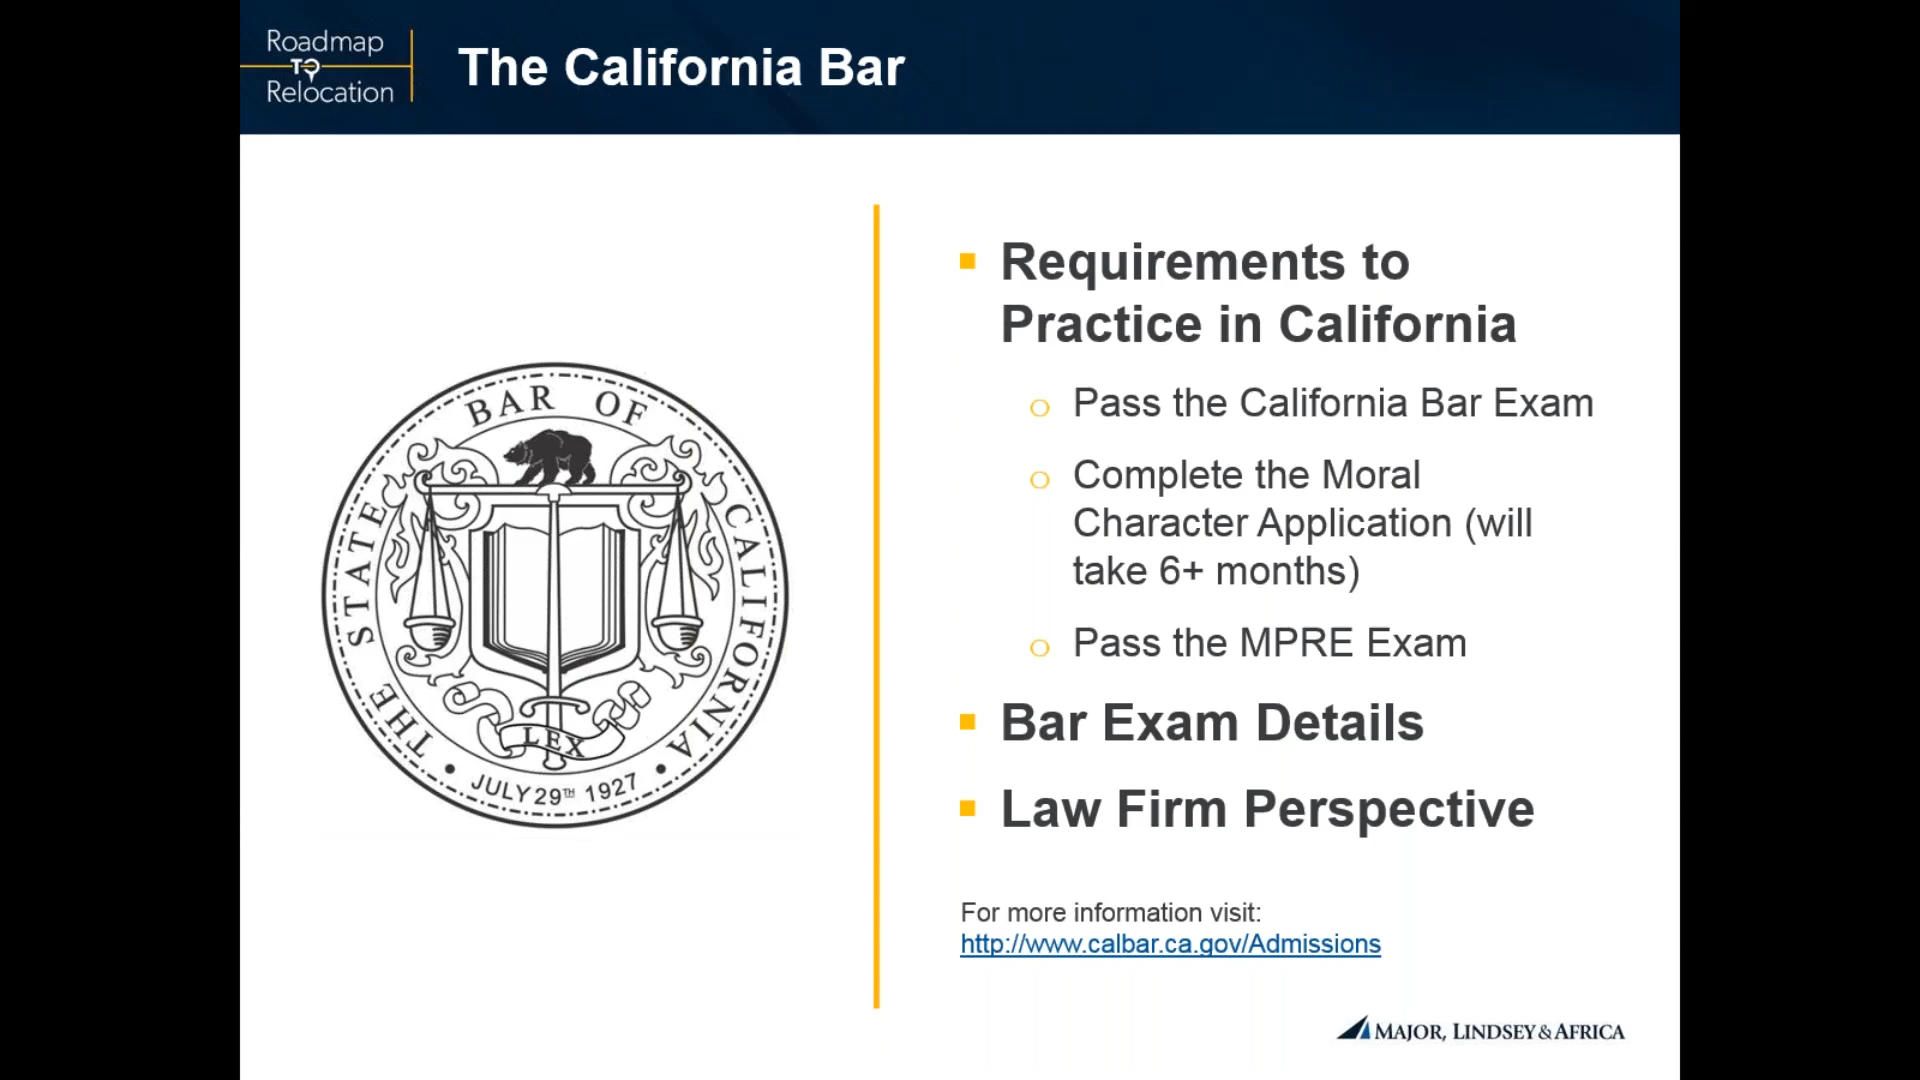 Roadmap
TO
Relocation
The California Bar
THE STATE BAR OF CALIFORNIA
LEX
• JULY 29TH 1927 •
▪ Requirements to
Practice in California
o Pass the California Bar Exam
o Complete the Moral
Character Application (will
take 6+ months)
o Pass the MPRE Exam
▪ Bar Exam Details
▪ Law Firm Perspective
For more information visit:
http://www.calbar.ca.gov/Admissions
MAJOR, LINDSEY & AFRICA